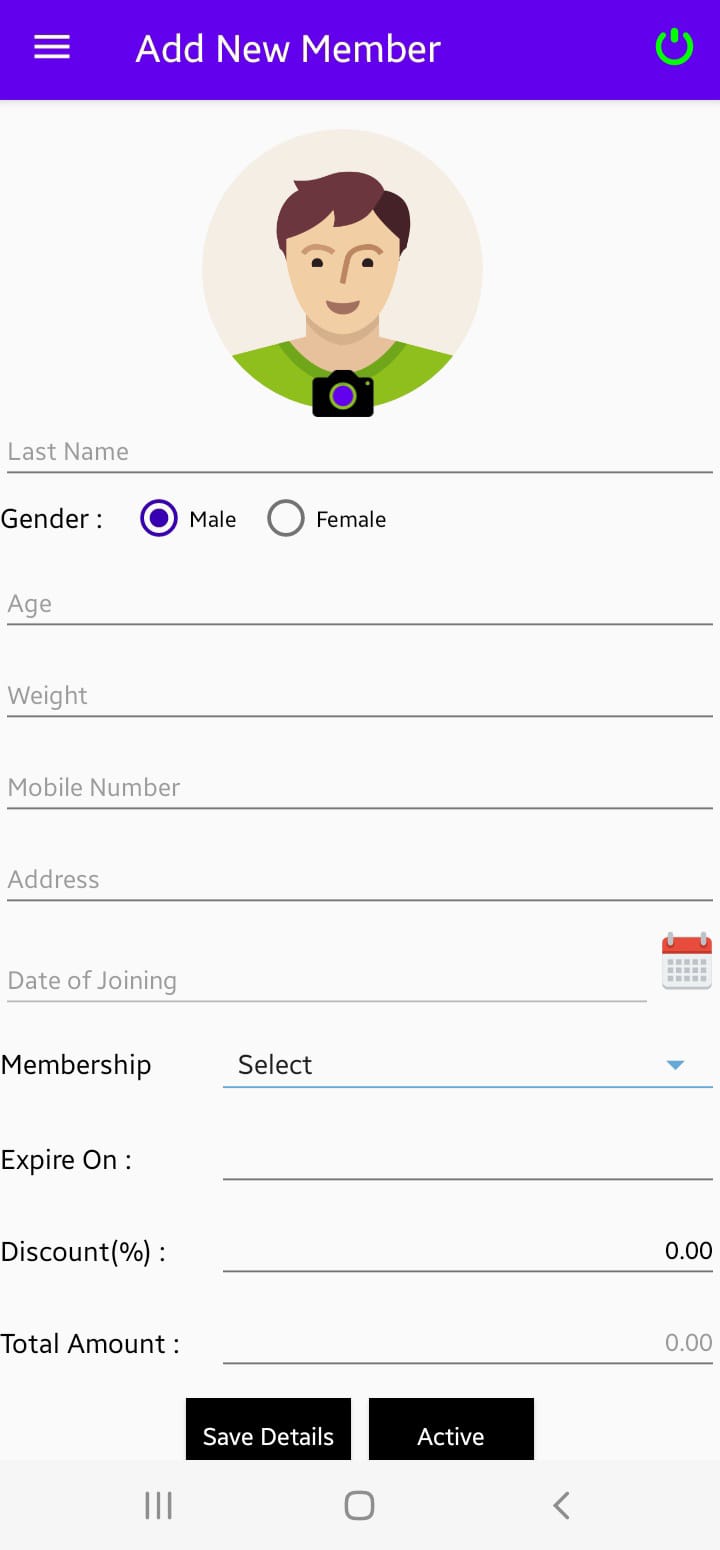 Add New Member
Last Name
Gender : Male Female
Age
Weight
Mobile Number
Address
Date of Joining
Membership Select
Expire On :
Discount(%) : 0.00
Total Amount : 0.00
Save Details Active